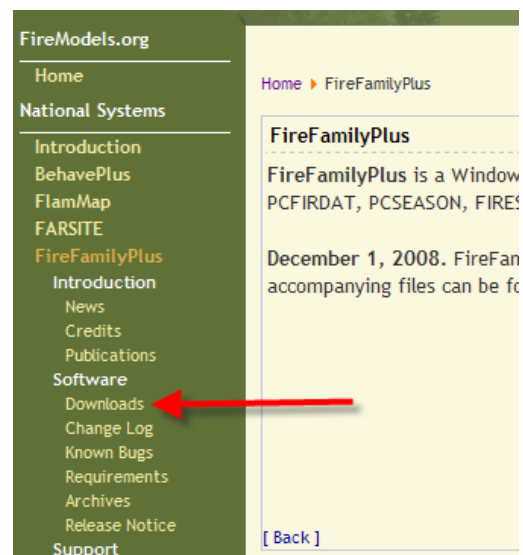 FireModels.org
Home
National Systems
Introduction
BehavePlus
FlamMap
FARSITE
FireFamilyPlus
Introduction
News
Credits
Publications
Software
Downloads
Change Log
Known Bugs
Requirements
Archives
Release Notice
Support
Home FireFamilyPlus
FireFamilyPlus
FireFamilyPlus is a Window
PCFIRDAT, PCSEASON, FIRES
December 1, 2008. FireFam
accompanying files can be fo
[ Back ]